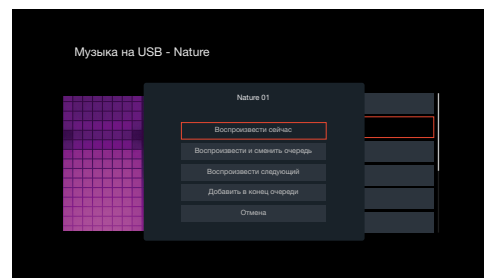 Музыка на USB - Nature
Nature 01
Воспроизвести сейчас
Воспроизвести и сменить очередь
Воспроизвести следующий
Добавить в конец очереди
Отмена